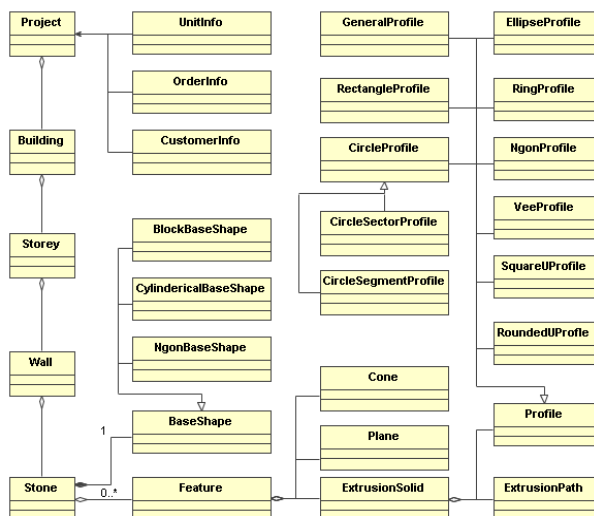 Project
UnitInfo
GeneralProfile
EllipseProfile
OrderInfo
RectangleProfile
RingProfile
Building
CustomerInfo
CircleProfile
NgonProfile
BlockBaseShape
CircleSectorProfile
VeeProfile
Storey
CylindericalBaseShape
CircleSegmentProfile
SquareUProfile
Wall
NgonBaseShape
RoundedUProfle
Cone
1
BaseShape
Plane
Profile
Stone
0..*
Feature
ExtrusionSolid
ExtrusionPath